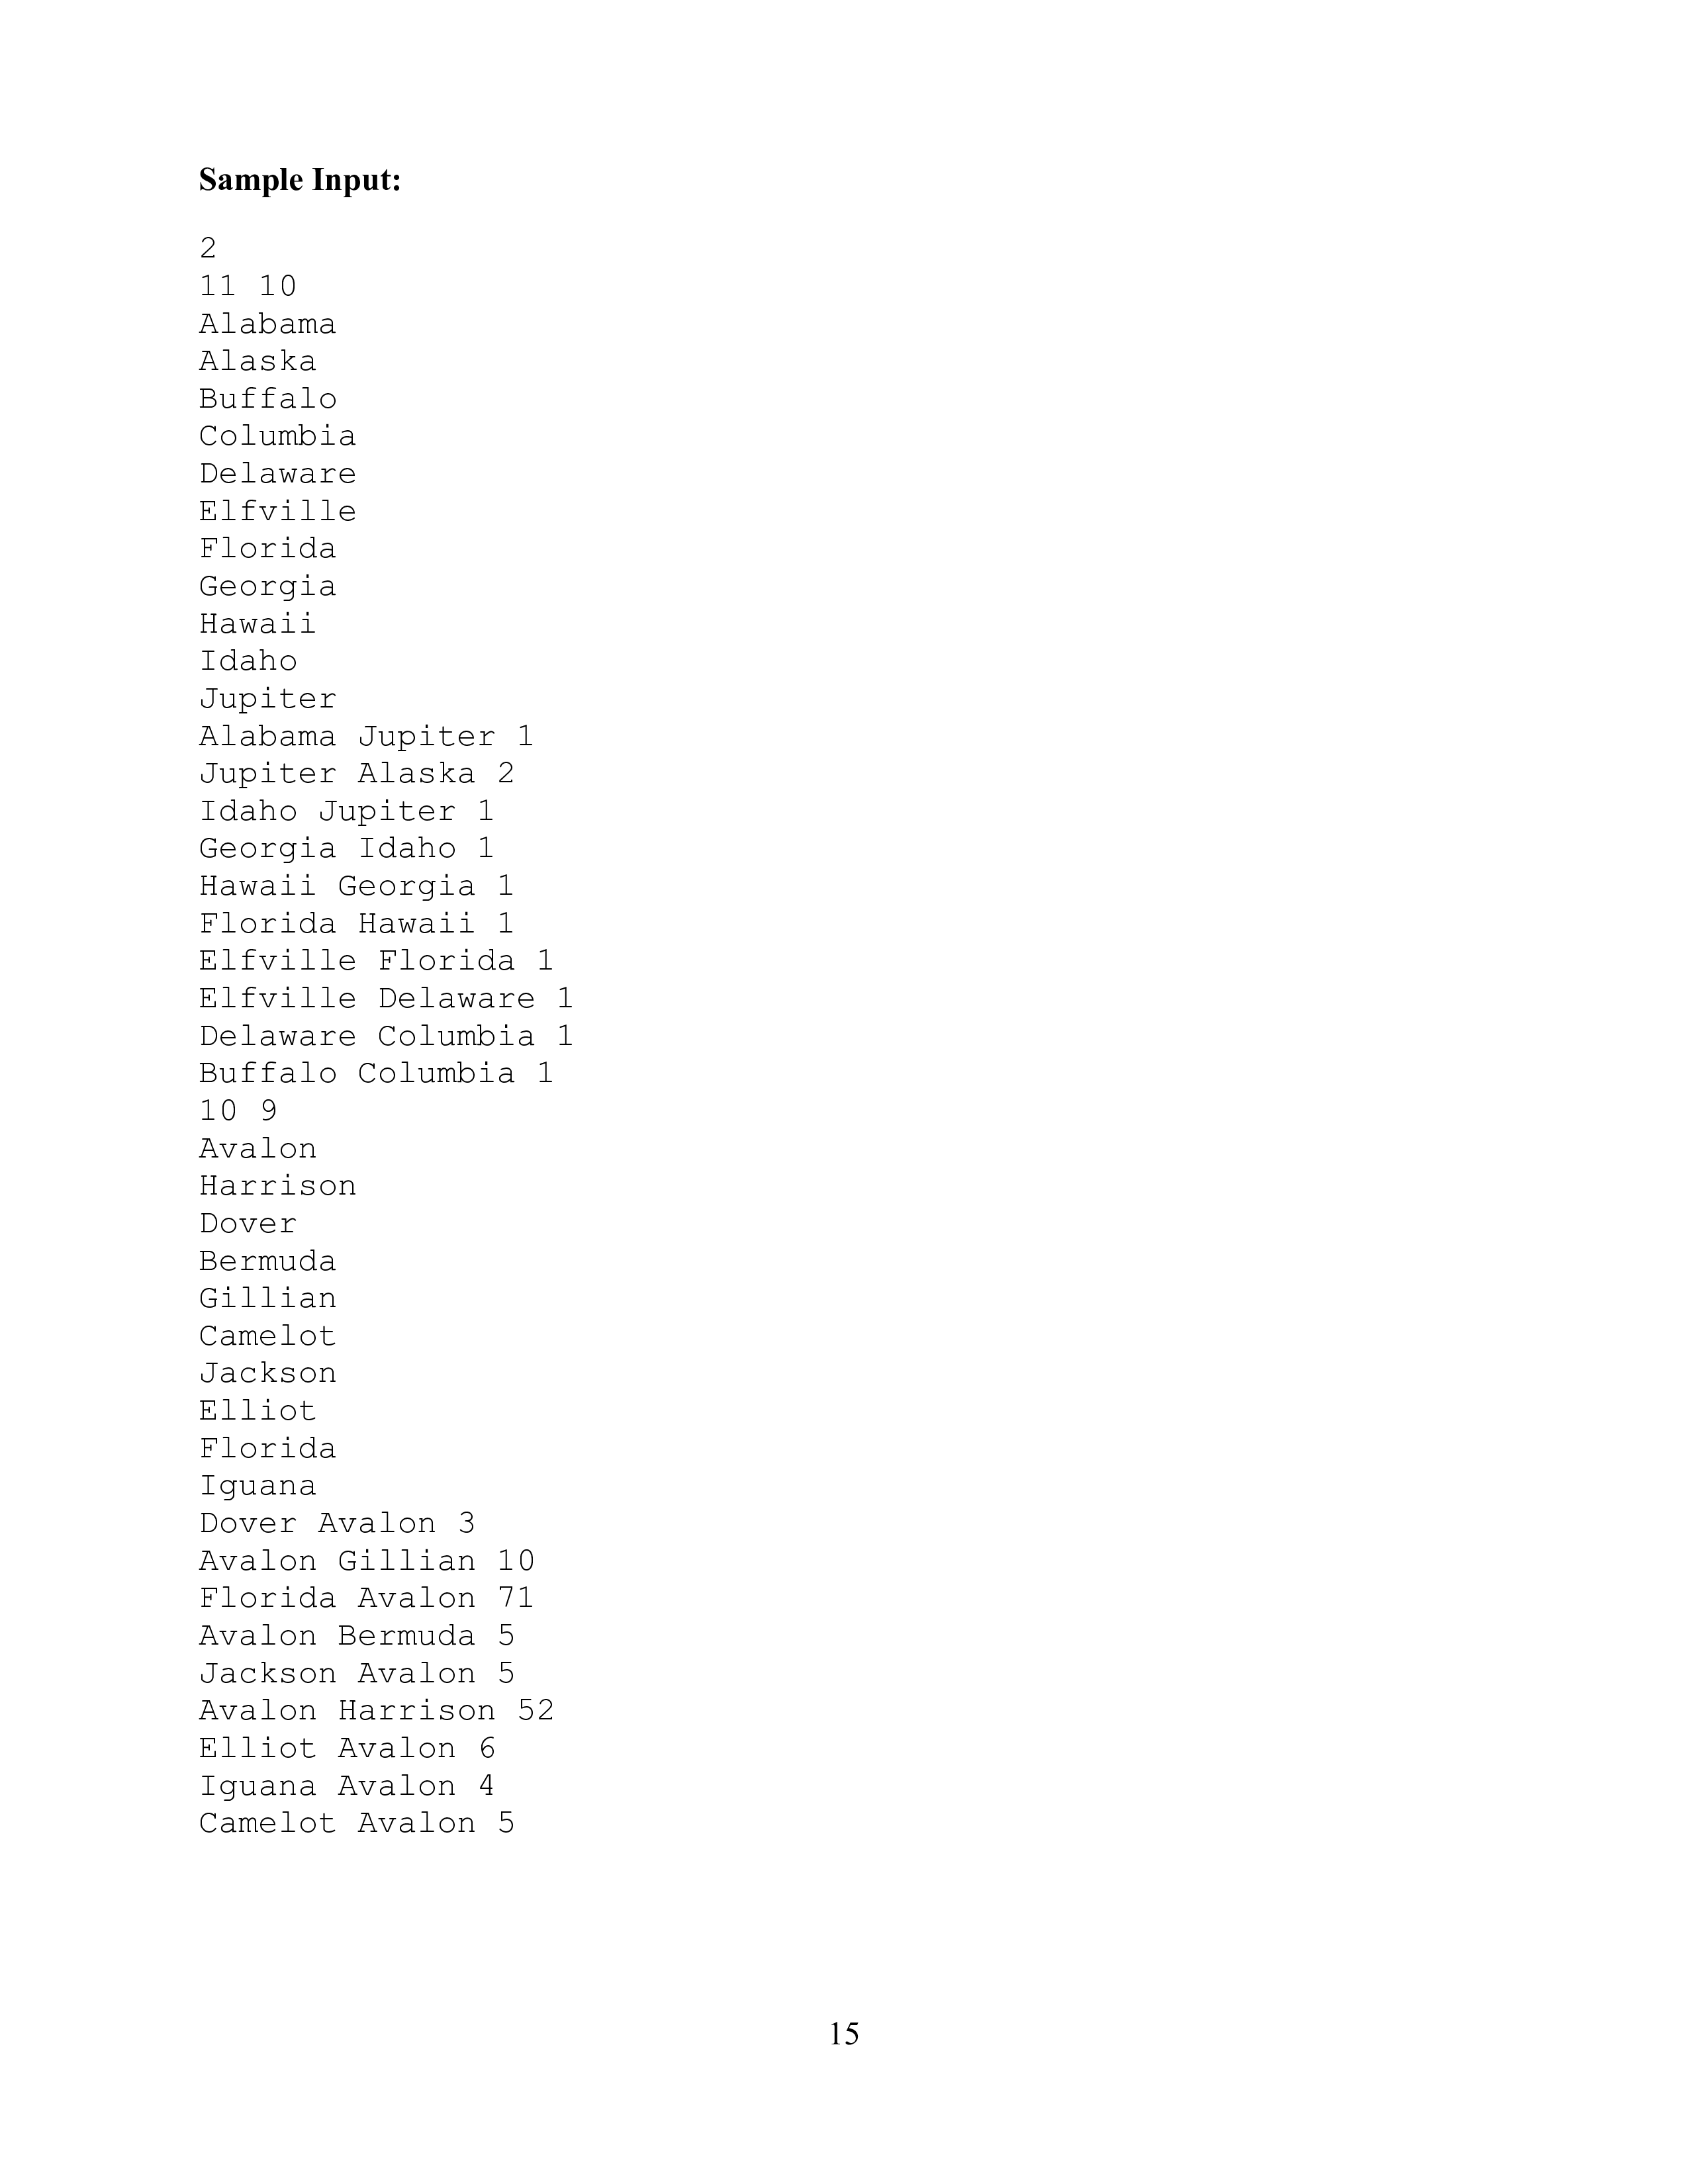 Sample Input:
2
11 10
Alabama
Alaska
Buffalo
Columbia
Delaware
Elfville
Florida
Georgia
Hawaii
Idaho
Jupiter
Alabama Jupiter 1
Jupiter Alaska 2
Idaho Jupiter 1
Georgia Idaho 1
Hawaii Georgia 1
Florida Hawaii 1
Elfville Florida 1
Elfville Delaware 1
Delaware Columbia 1
Buffalo Columbia 1
10 9
Avalon
Harrison
Dover
Bermuda
Gillian
Camelot
Jackson
Elliot
Florida
Iguana
Dover Avalon 3
Avalon Gillian 10
Florida Avalon 71
Avalon Bermuda 5
Jackson Avalon 5
Avalon Harrison 52
Elliot Avalon 6
Iguana Avalon 4
Camelot Avalon 5
15